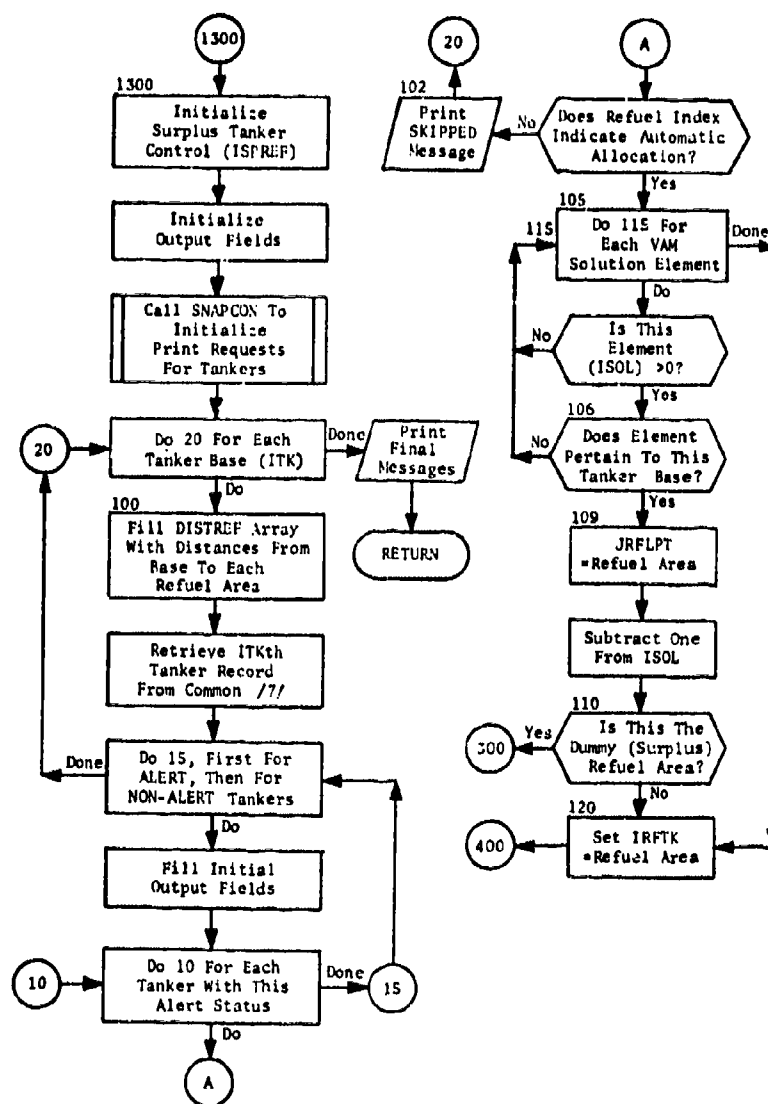 1300
1300
Initialize
Surplus Tanker
Control (ISPREF)
Initialize
Output Fields
Call SNAPCON To
Initialize
Print Requests
For Tankers
20
Do 20 For Each
Tanker Base (ITK)
Done
Print
Final
Messages
RETURN
Do
100
Fill DISTREF Array
With Distances From
Base To Each
Refuel Area
Retrieve ITKth
Tanker Record
From Common /7/
Done
Do 15, First For
ALERT, Then For
NON-ALERT Tankers
Do
Fill Initial
Output Fields
10
Do 10 For Each
Tanker With This
Alert Status
Done
15
Do
A
20
102
Print
SKIPPED
Message
A
No
Does Refuel Index
Indicate Automatic
Allocation?
Yes
105
115
Do 115 For
Each VAM
Solution Element
Done
Do
No
Is This
Element
(ISOL) >0?
Yes
106
No
Does Element
Pertain To This
Tanker Base?
Yes
109
JRFLPT
=Refuel Area
Subtract One
From ISOL
110
Yes
Is This The
Dummy (Surplus)
Refuel Area?
300
No
120
400
Set IRFTK
=Refuel Area